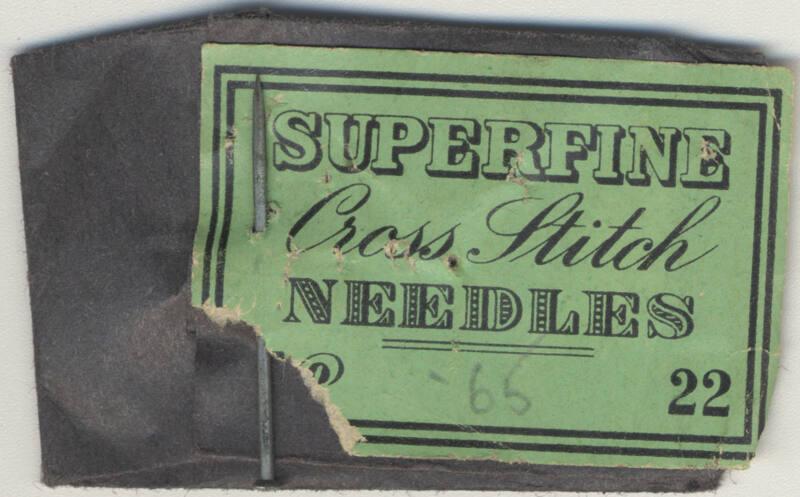 SUPERFINE
Cross Stitch
NEEDLES
65 22